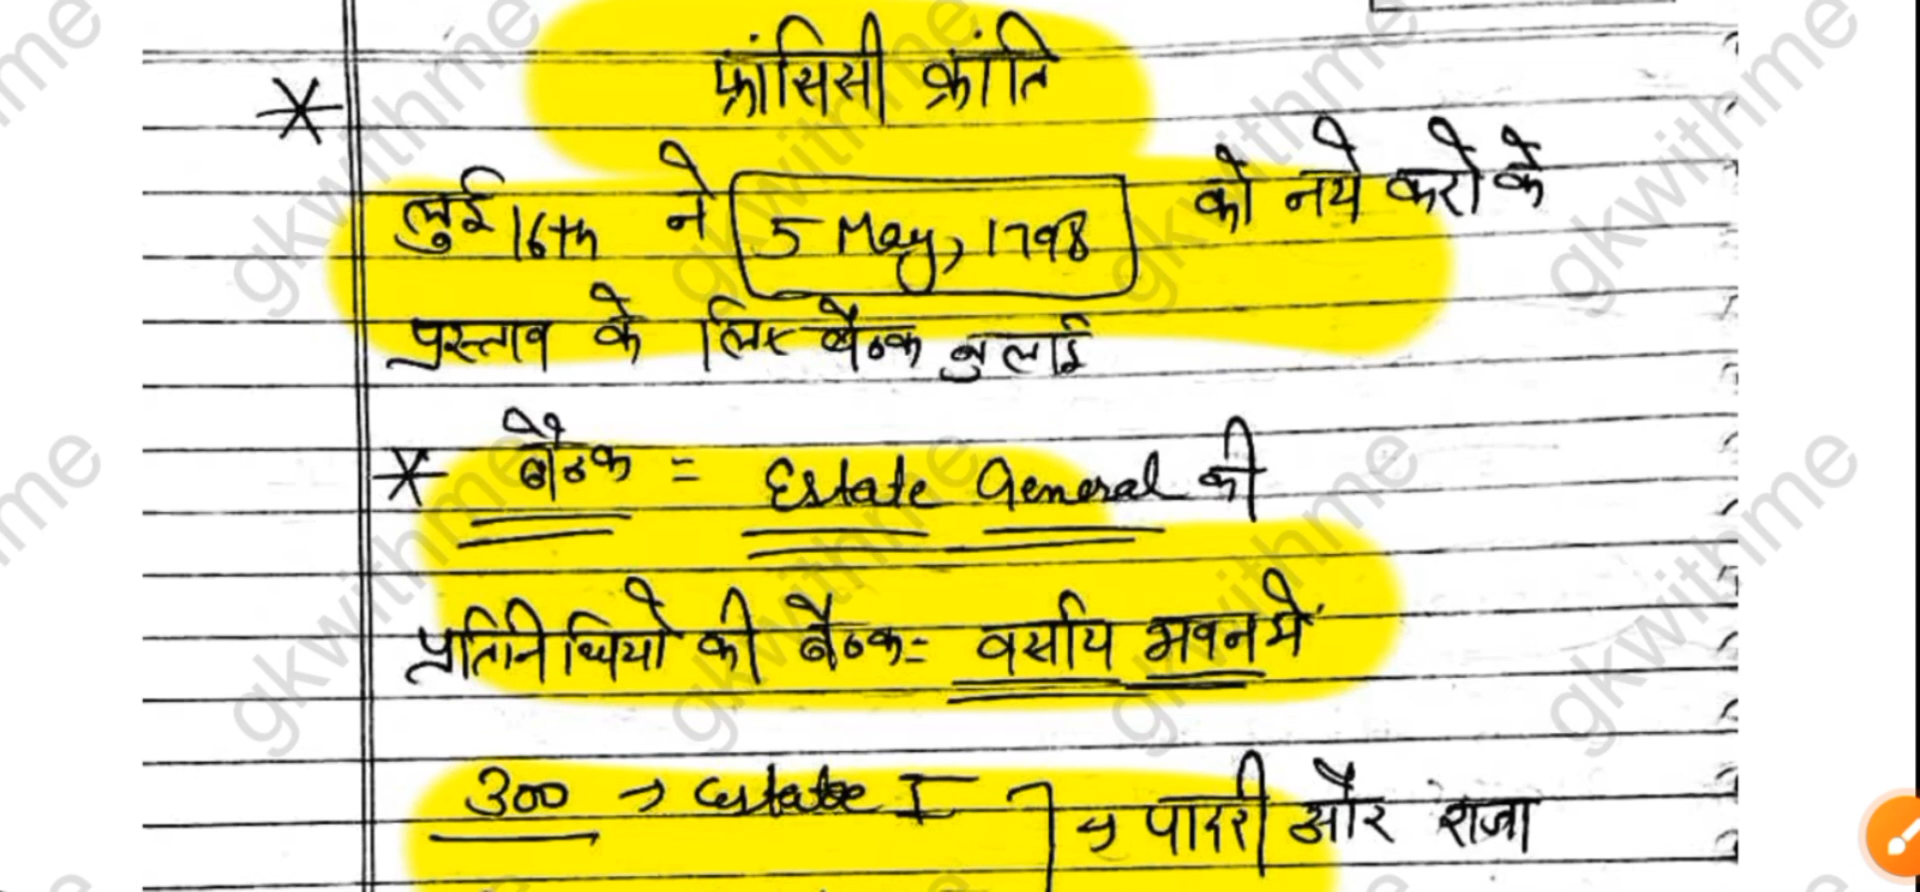 फ्रांसिसी क्रांति
* लुई 16th ने 5 May, 1798 को नये करो के
प्रस्ताव के लिए बैठक बुलाई
* बैठक = Estate General की
प्रतिनिधियो की बैठक = वर्साय भवन में
300 → Estate I ↳ पादरी और राजा
gkwithme